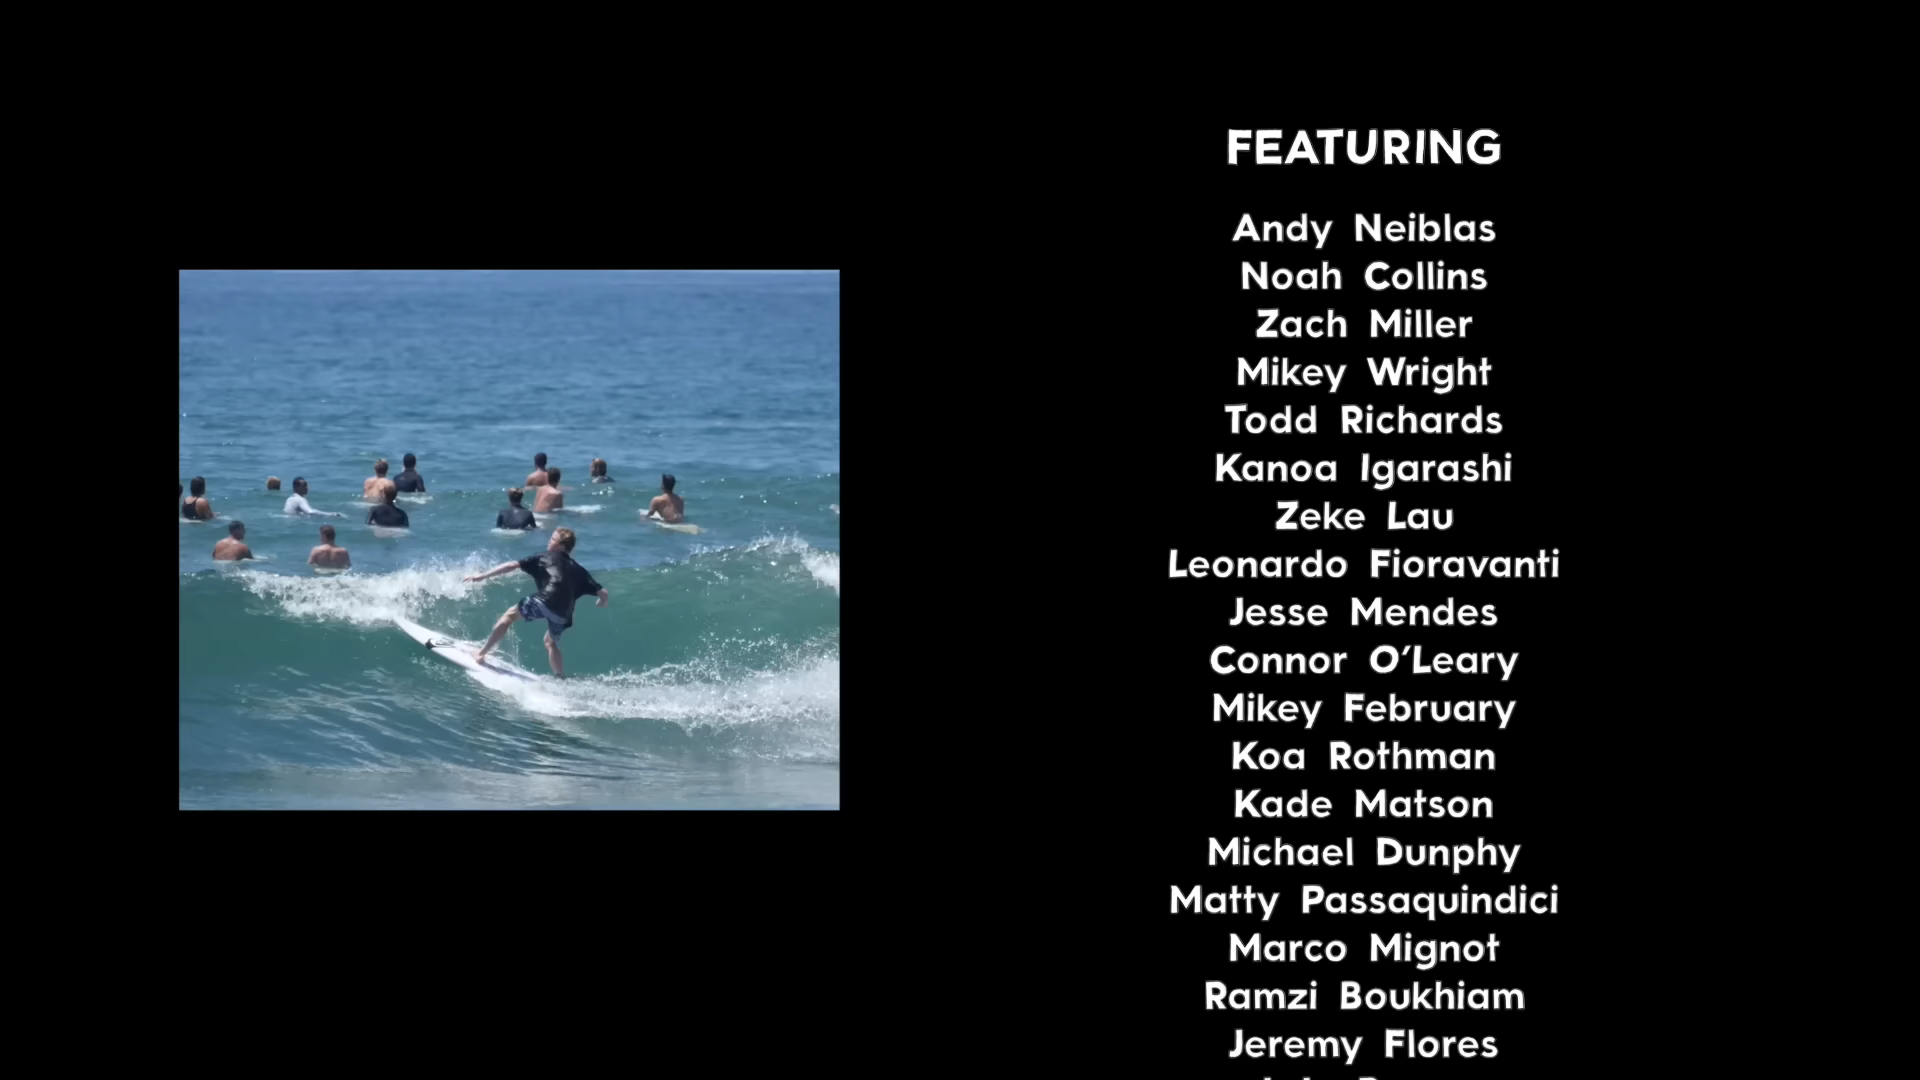 FEATURING
Andy Neiblas
Noah Collins
Zach Miller
Mikey Wright
Todd Richards
Kanoa Igarashi
Zeke Lau
Leonardo Fioravanti
Jesse Mendes
Connor O'Leary
Mikey February
Koa Rothman
Kade Matson
Michael Dunphy
Matty Passaquindici
Marco Mignot
Ramzi Boukhiam
Jeremy Flores